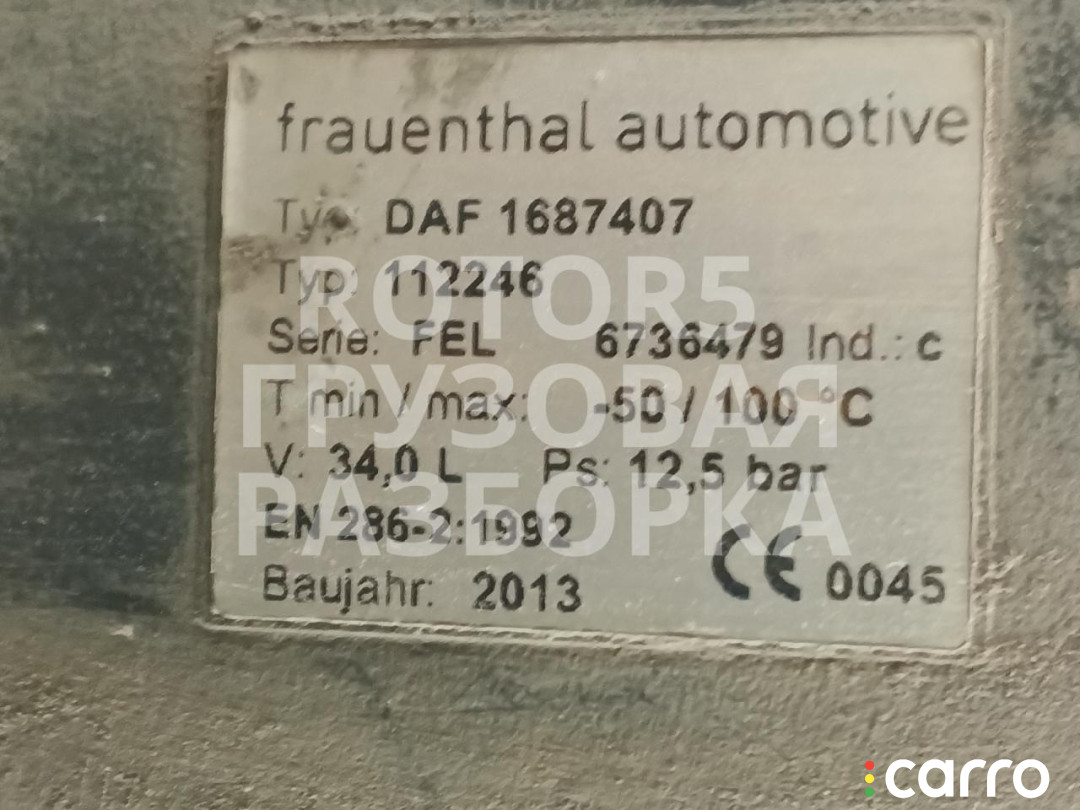 frauenthal automotive
Typ: DAF 1687407
Typ: 112246
ROTOR5
Serie: FEL 6736479 Ind.: c
ГРУЗОВАЯ
T min / max: -50 / 100 °C
V: 34,0 L Ps: 12,5 bar
РАЗБОРКА
EN 286-2:1992
Baujahr: 2013 CE 0045
carro